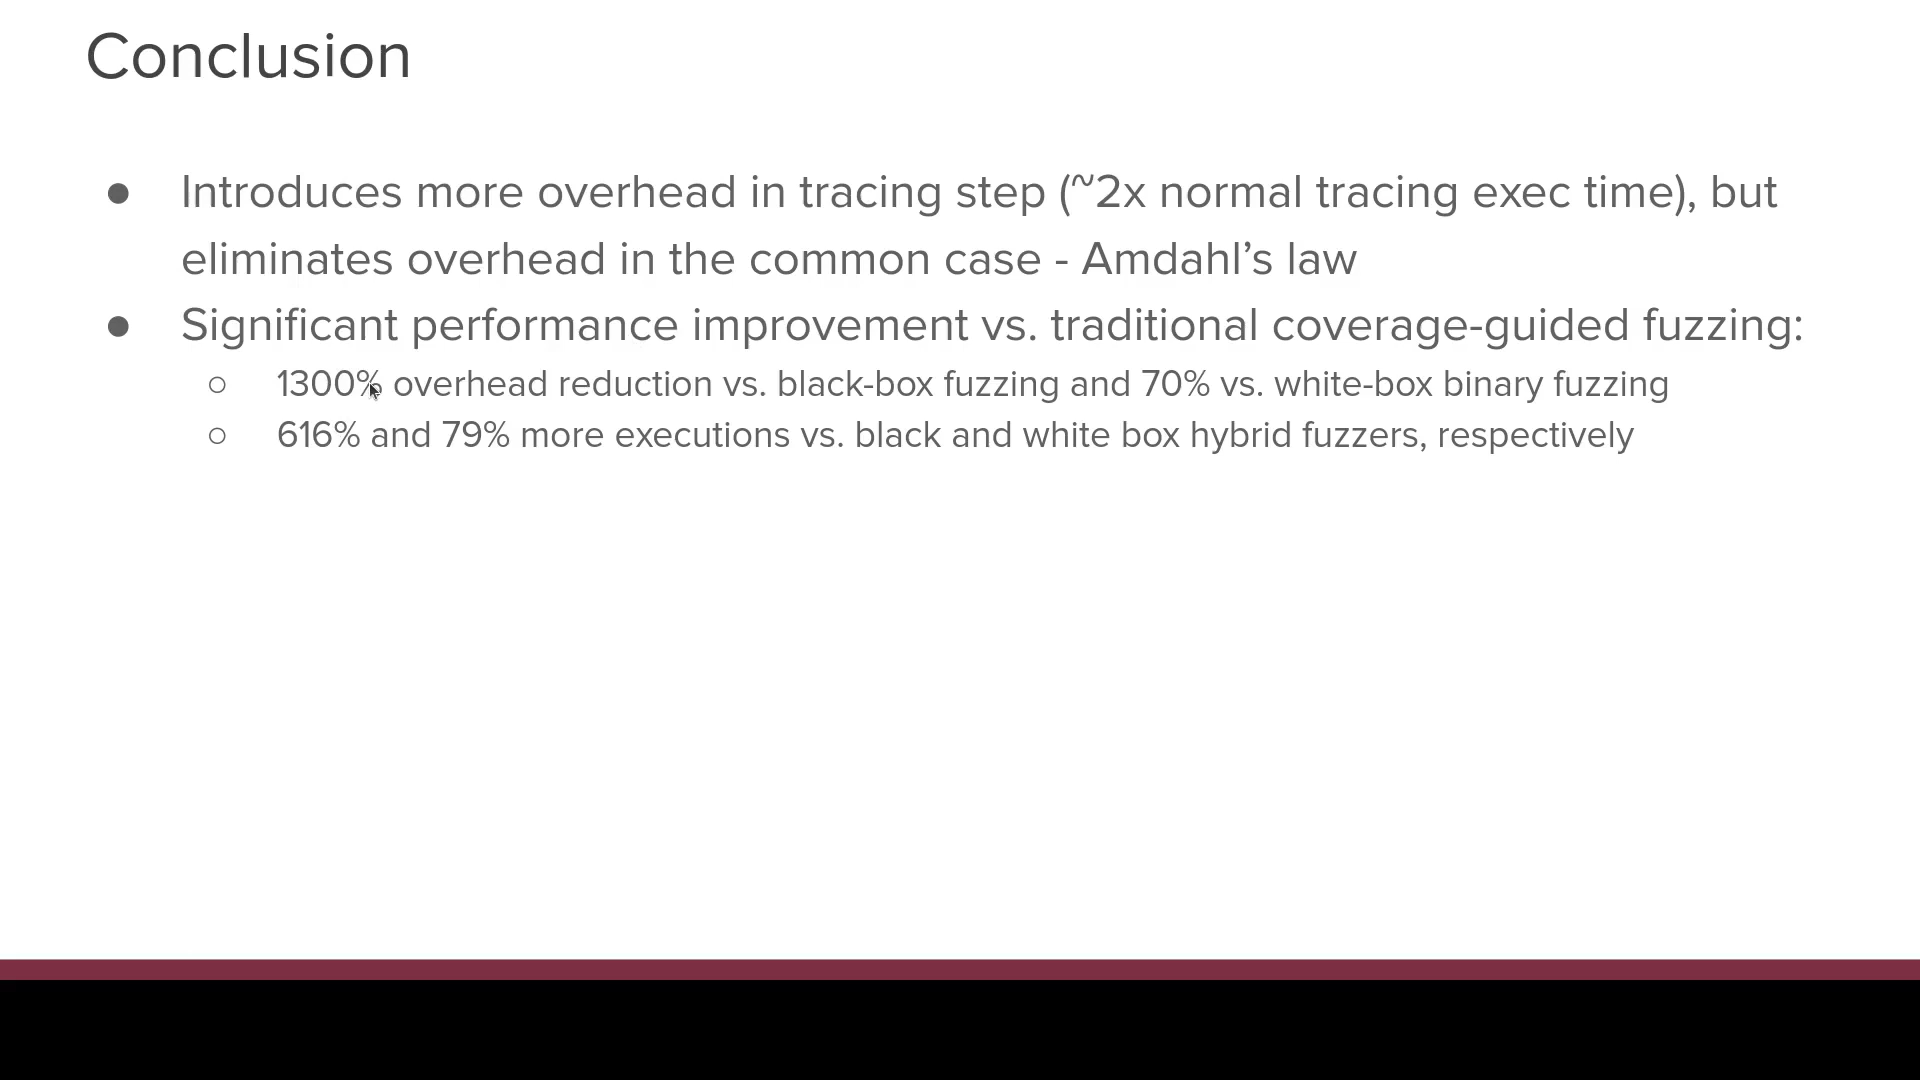 Conclusion
● Introduces more overhead in tracing step (~2x normal tracing exec time), but
eliminates overhead in the common case - Amdahl’s law
● Significant performance improvement vs. traditional coverage-guided fuzzing:
○ 1300% overhead reduction vs. black-box fuzzing and 70% vs. white-box binary fuzzing
○ 616% and 79% more executions vs. black and white box hybrid fuzzers, respectively